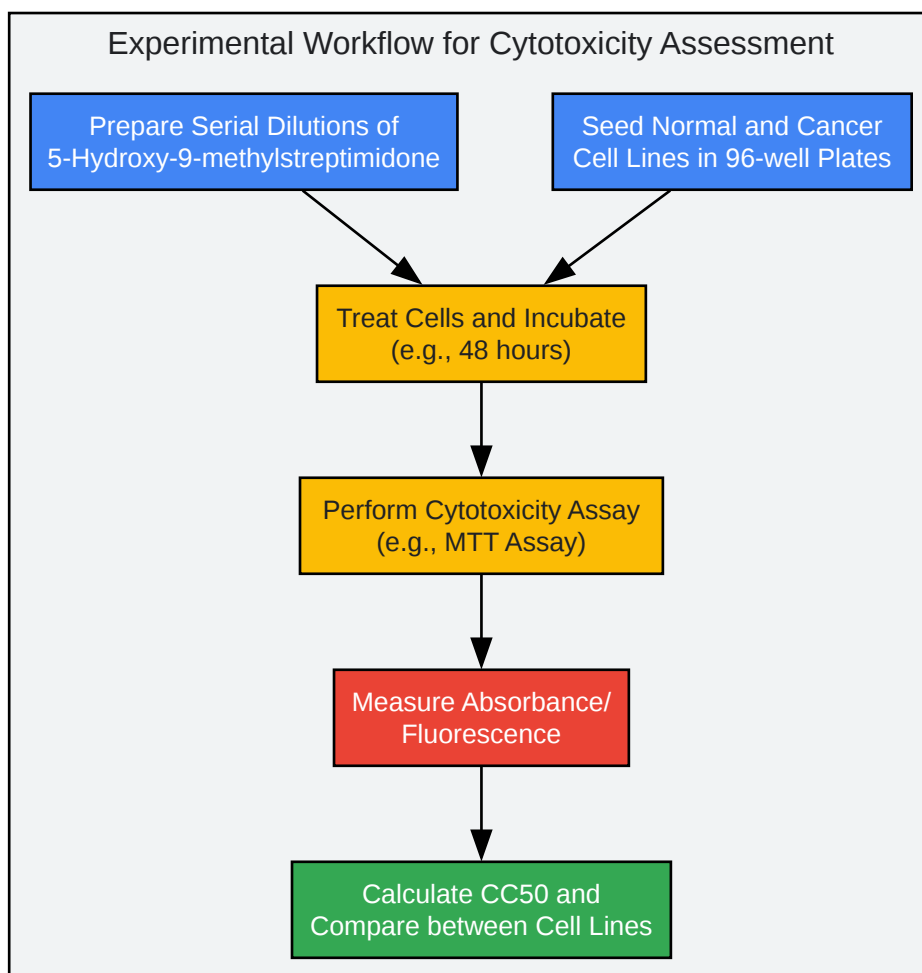 Experimental Workflow for Cytotoxicity Assessment
Prepare Serial Dilutions of
5-Hydroxy-9-methylstreptimidone
Seed Normal and Cancer
Cell Lines in 96-well Plates
Treat Cells and Incubate
(e.g., 48 hours)
Perform Cytotoxicity Assay
(e.g., MTT Assay)
Measure Absorbance/
Fluorescence
Calculate CC50 and
Compare between Cell Lines